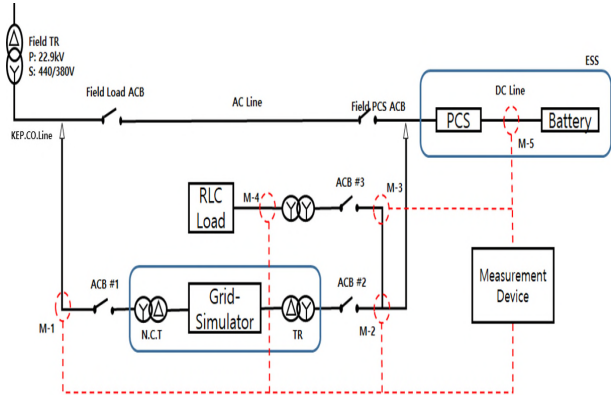 Field TR
P: 22.9kV
S: 440/380V
ESS
Field Load ACB
AC Line
Field PCS ACB
DC Line
PCS
Battery
KEP.CO.Line
M-5
RLC
Load
M-4
ACB #3
M-3
ACB #1
Grid-
Simulator
ACB #2
Measurement
Device
M-1
N.C.T
TR
M-2